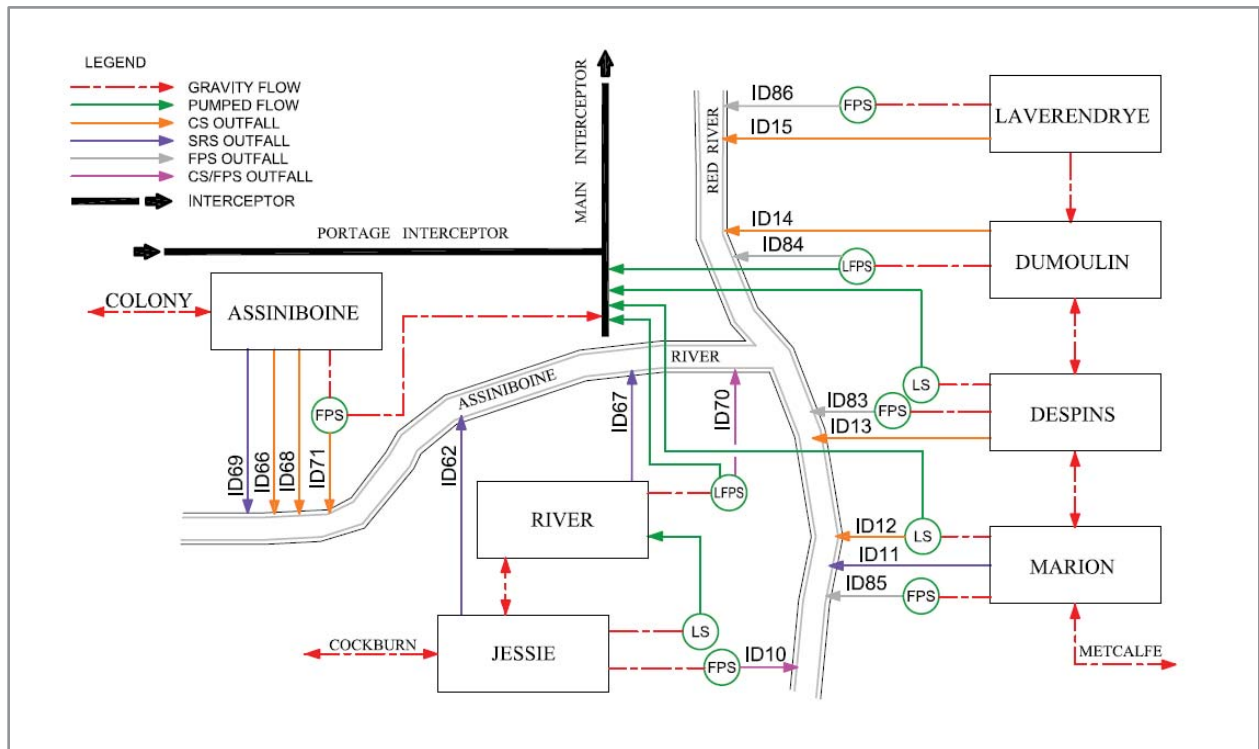 LEGEND
GRAVITY FLOW
PUMPED FLOW
CS OUTFALL
SRS OUTFALL
FPS OUTFALL
CS/FPS OUTFALL
INTERCEPTOR
MAIN INTERCEPTOR
PORTAGE INTERCEPTOR
RED RIVER
ID86
FPS
ID15
LAVERENDRYE
ID14
ID84
LFPS
DUMOULIN
COLONY
ASSINIBOINE
FPS
ID69
ID66
ID68
ID71
ASSINIBOINE
RIVER
ID62
ID67
ID70
LS
ID83
FPS
ID13
DESPINS
RIVER
LFPS
ID12
LS
ID11
ID85
FPS
MARION
COCKBURN
JESSIE
LS
FPS
ID10
METCALFE